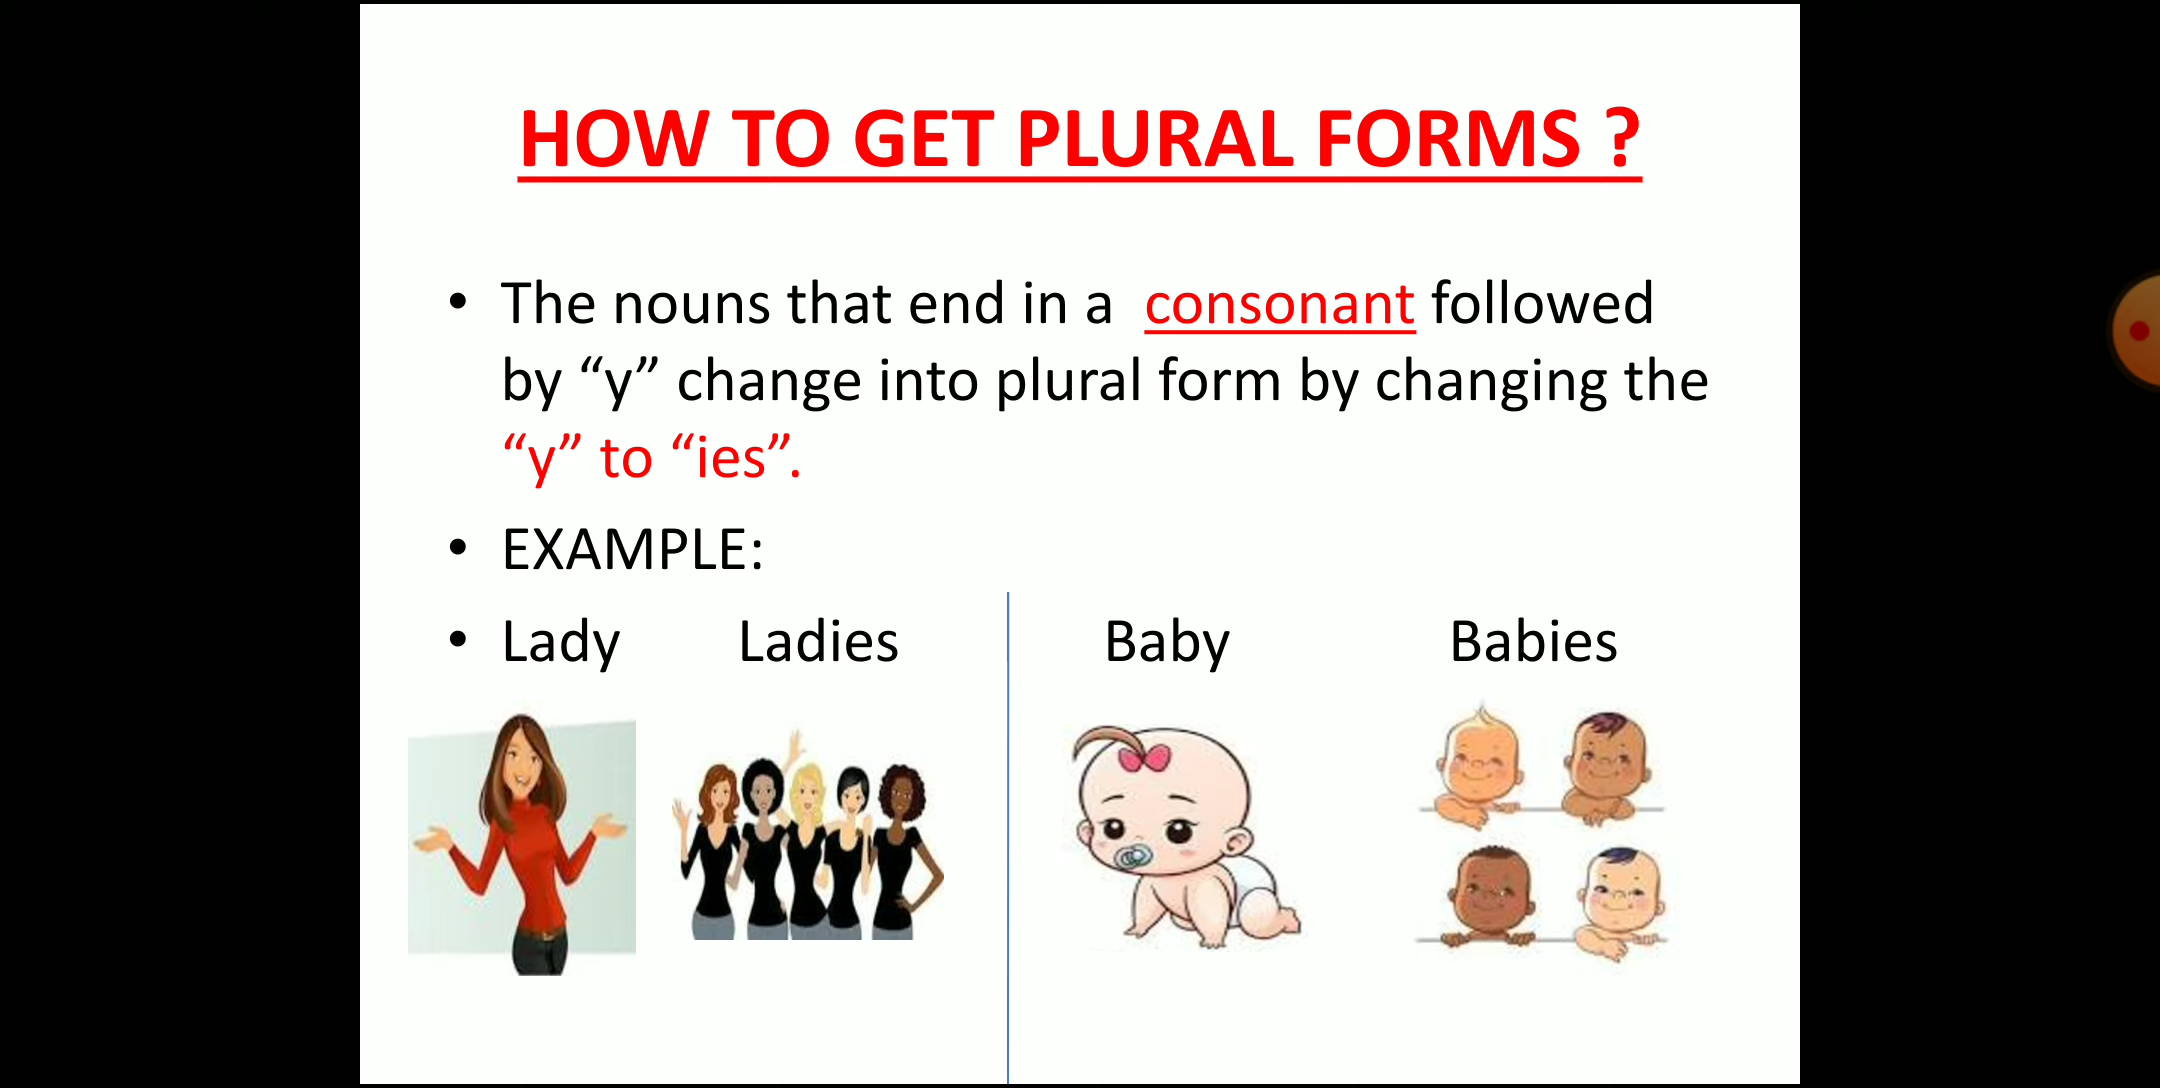 HOW TO GET PLURAL FORMS ?
• The nouns that end in a consonant followed
by “y” change into plural form by changing the
“y” to “ies”.
• EXAMPLE:
• Lady Ladies Baby Babies